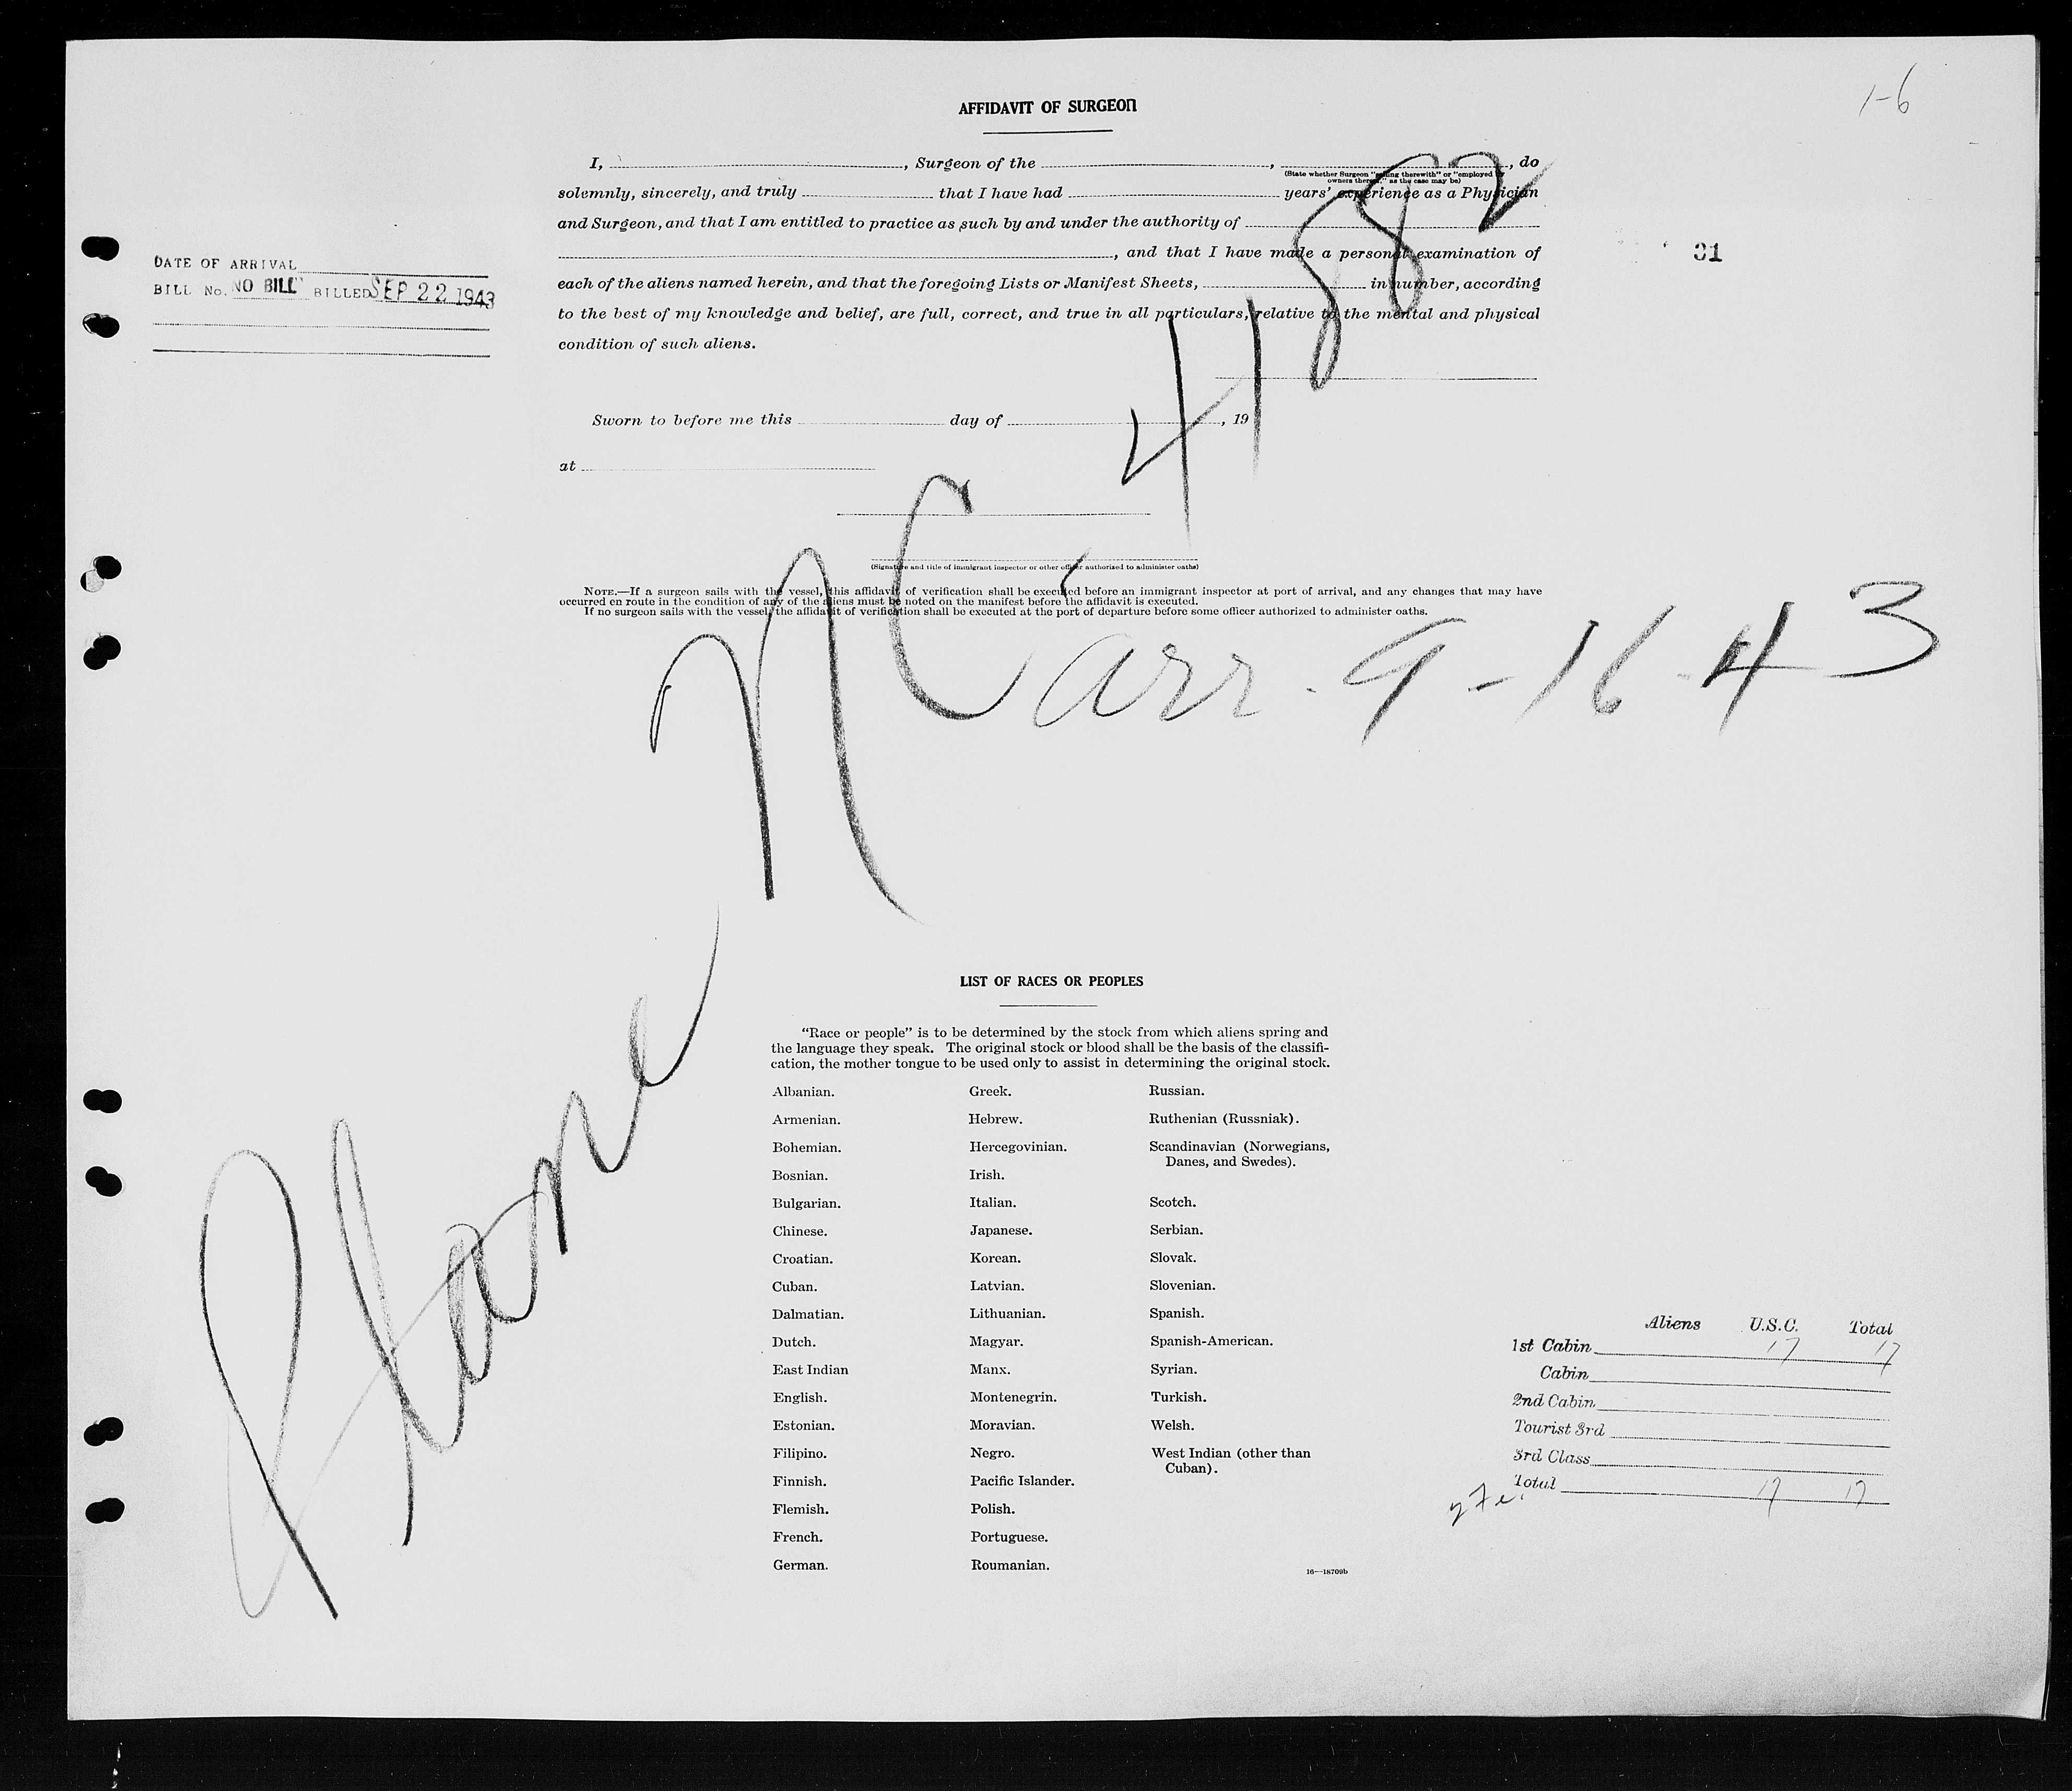 1-6
AFFIDAVIT OF SURGEON
I, , Surgeon of the , , do
(State whether Surgeon "sailing therewith" or "employed by
owners thereof," as the case may be)
solemnly, sincerely, and truly that I have had years' experience as a Physician
and Surgeon, and that I am entitled to practice as such by and under the authority of
, and that I have made a personal examination of
31
each of the aliens named herein, and that the foregoing Lists or Manifest Sheets, in number, according
to the best of my knowledge and belief, are full, correct, and true in all particulars, relative to the mental and physical
condition of such aliens.
DATE OF ARRIVAL
BILL No. NO BILL BILLED SEP 22 1943
Sworn to before me this day of , 19
at
(Signature and title of immigrant inspector or other officer authorized to administer oaths)
NOTE.—If a surgeon sails with the vessel, this affidavit of verification shall be executed before an immigrant inspector at port of arrival, and any changes that may have
occurred en route in the condition of any of the aliens must be noted on the manifest before the affidavit is executed.
If no surgeon sails with the vessel, the affidavit of verification shall be executed at the port of departure before some officer authorized to administer oaths.
Plane NC 41882
arr. 9-16-43
LIST OF RACES OR PEOPLES
"Race or people" is to be determined by the stock from which aliens spring and
the language they speak. The original stock or blood shall be the basis of the classifi-
cation, the mother tongue to be used only to assist in determining the original stock.
Albanian.
Armenian.
Bohemian.
Bosnian.
Bulgarian.
Chinese.
Croatian.
Cuban.
Dalmatian.
Dutch.
East Indian
English.
Estonian.
Filipino.
Finnish.
Flemish.
French.
German.
Greek.
Hebrew.
Hercegovinian.
Irish.
Italian.
Japanese.
Korean.
Latvian.
Lithuanian.
Magyar.
Manx.
Montenegrin.
Moravian.
Negro.
Pacific Islander.
Polish.
Portuguese.
Roumanian.
Russian.
Ruthenian (Russniak).
Scandinavian (Norwegians,
Danes, and Swedes).
Scotch.
Serbian.
Slovak.
Slovenian.
Spanish.
Spanish-American.
Syrian.
Turkish.
Welsh.
West Indian (other than
Cuban).
16—18709b
Aliens U.S.C. Total
1st Cabin 17 17
Cabin
2nd Cabin
Tourist 3rd
3rd Class
Total 17 17